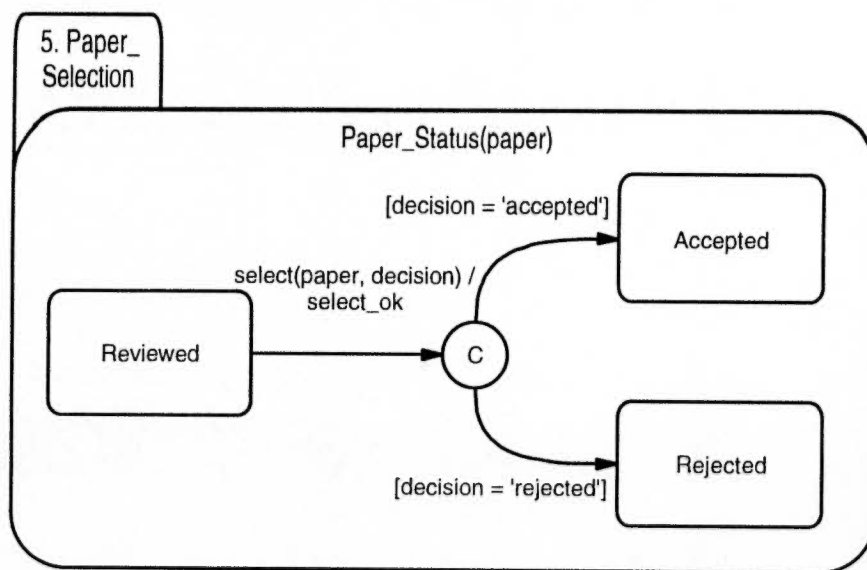 5. Paper_
Selection
Paper_Status(paper)
[decision = 'accepted']
Accepted
select(paper, decision) /
select_ok
Reviewed
C
Rejected
[decision = 'rejected']